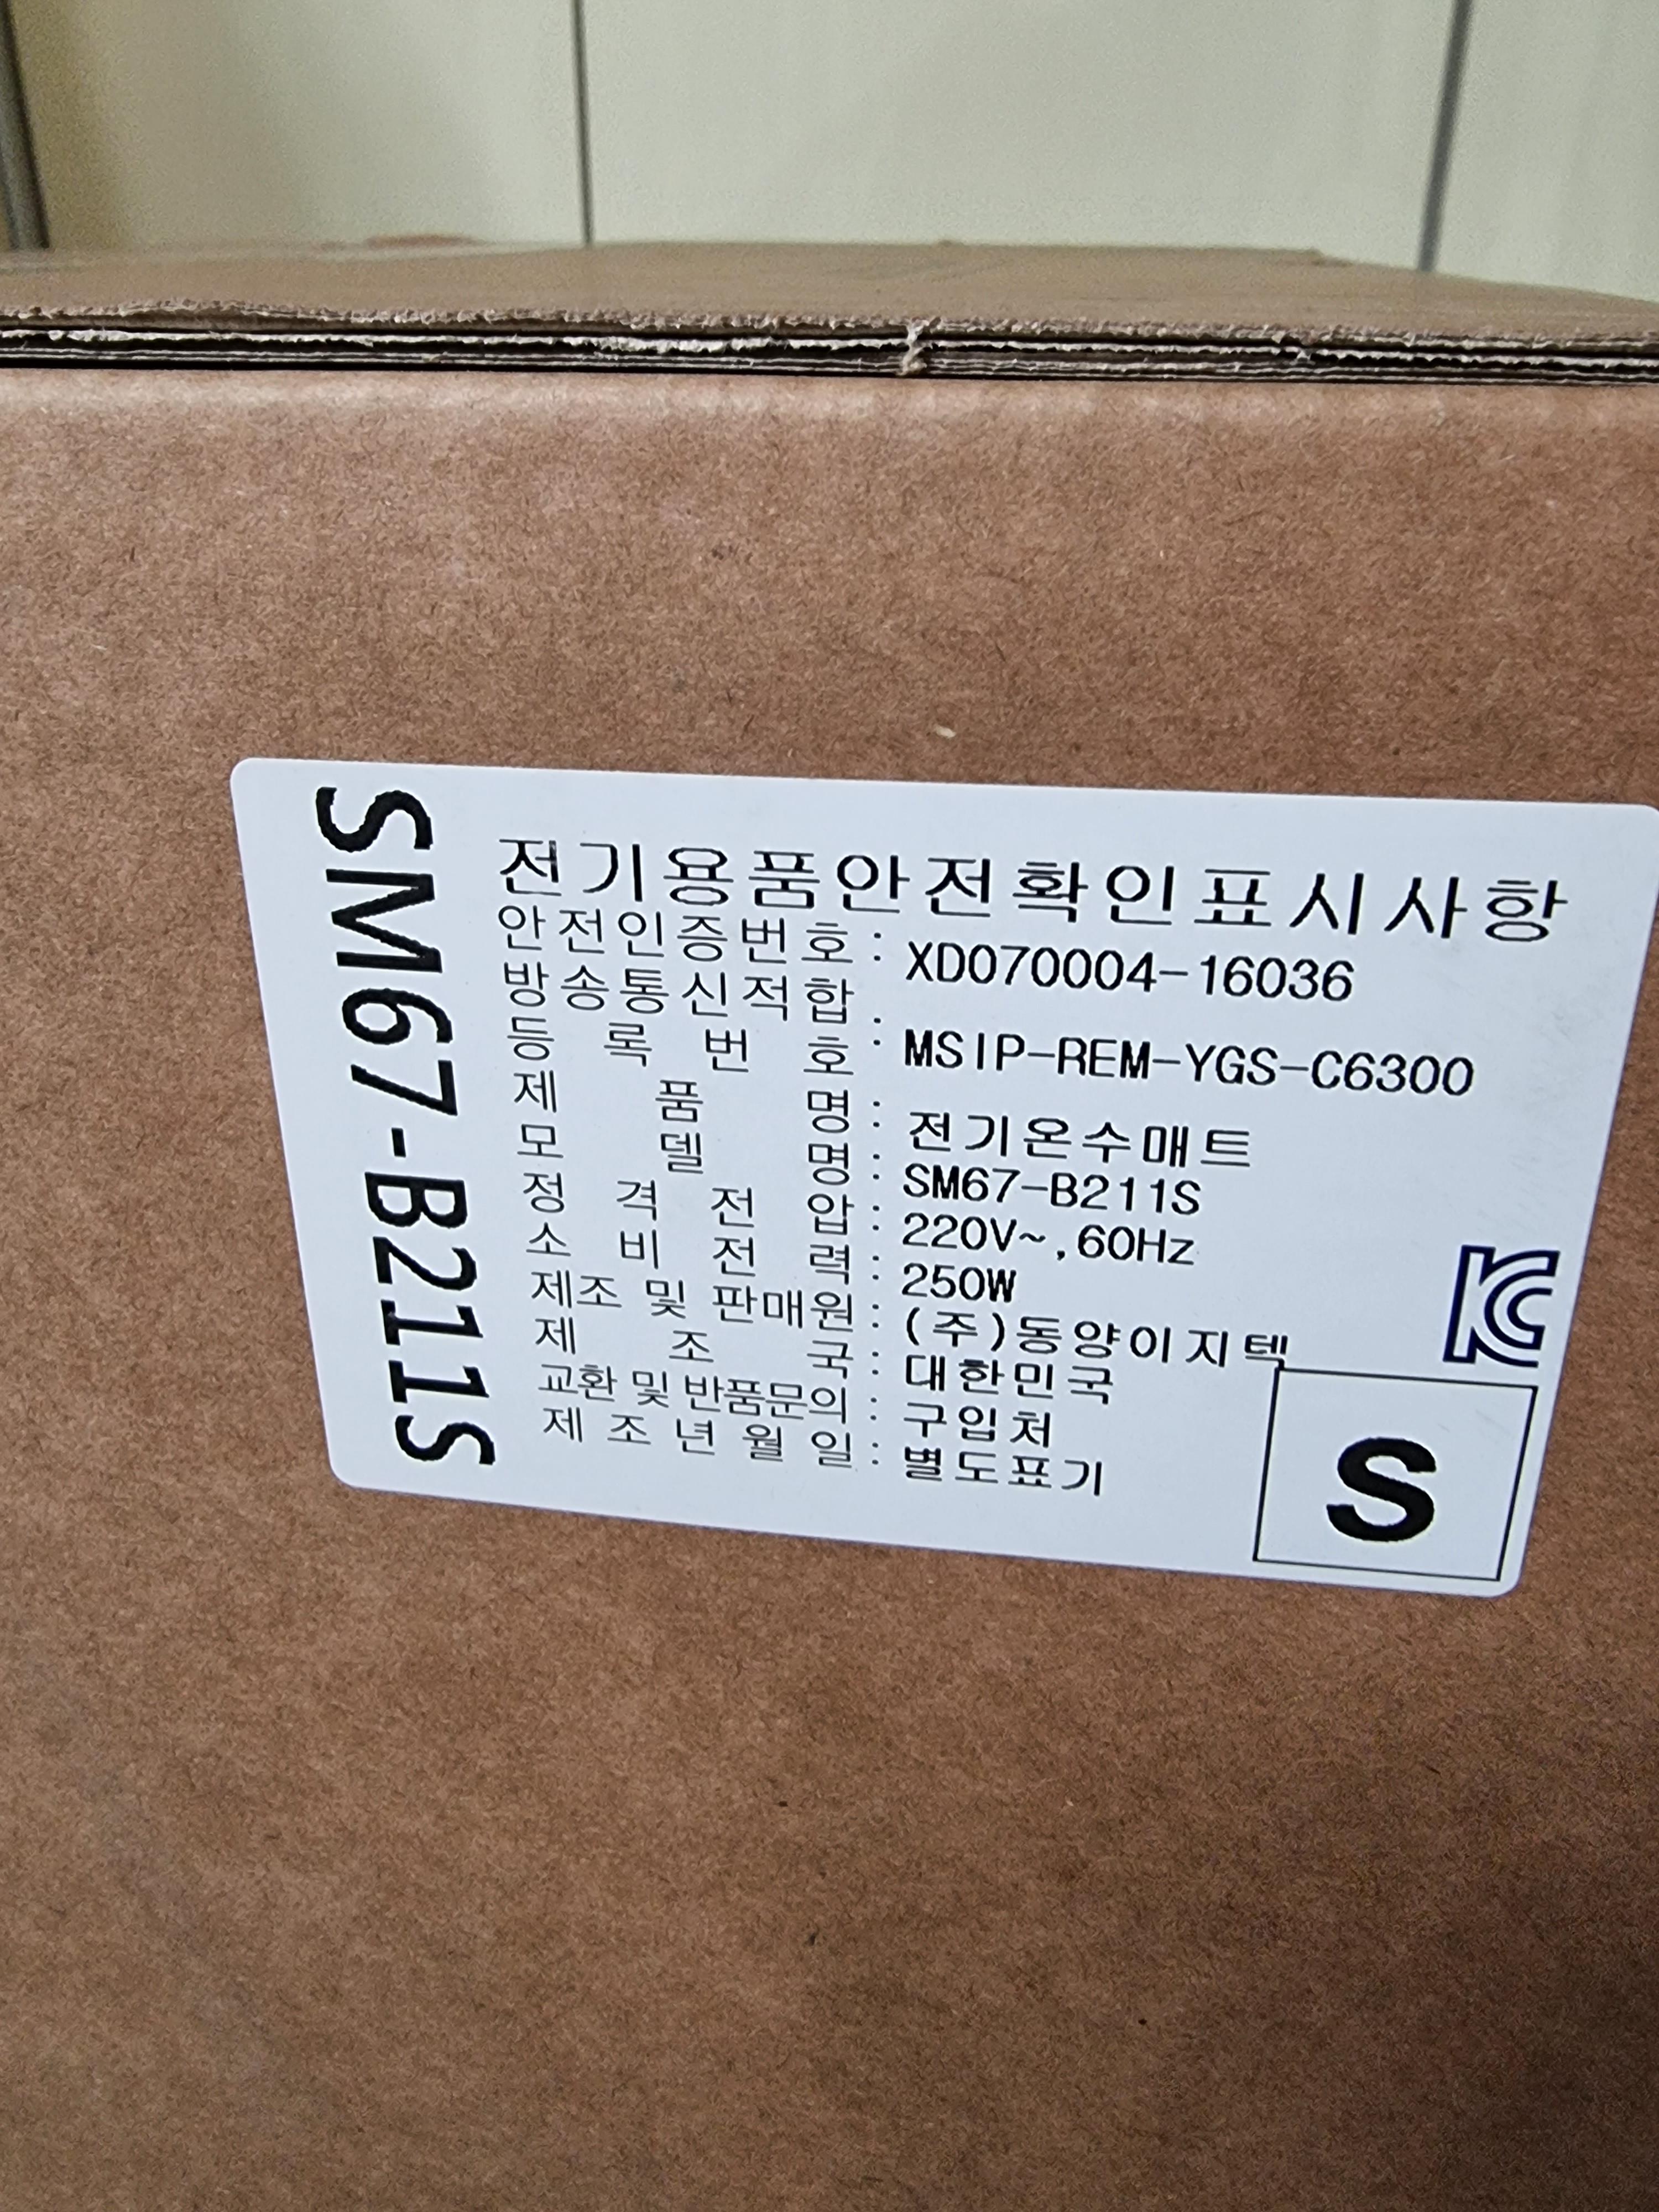 SM67-B211S
전기용품안전확인표시사항
안전인증번호 : XD070004-16036
방송통신적합
등록번호 : MSIP-REM-YGS-C6300
제품명 : 전기온수매트
모델명 : SM67-B211S
정격전압 : 220V~,60Hz
소비전력 : 250W
제조 및 판매원 : (주)동양이지텍
제조국 : 대한민국
교환 및 반품문의 : 구입처
제조년월일 : 별도표기
KC
S